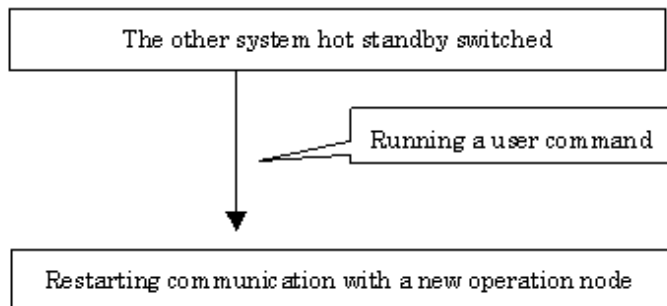 The other system hot standby switched
Running a user command
Restarting communication with a new operation node